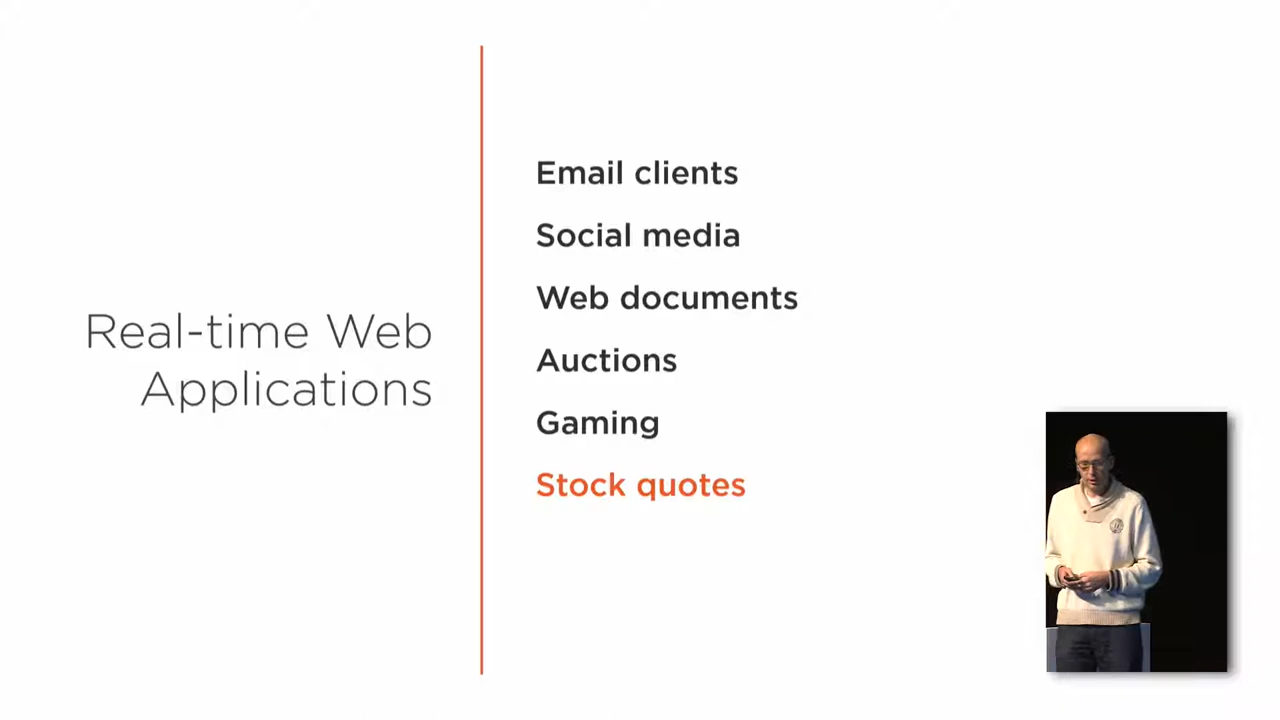 Real-time Web
Applications
Email clients
Social media
Web documents
Auctions
Gaming
Stock quotes